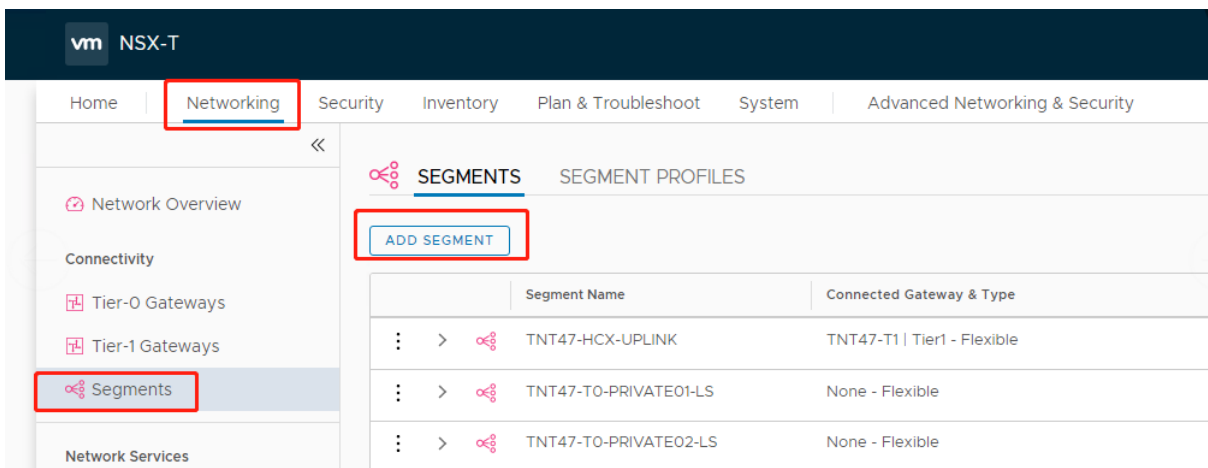 vm NSX-T
Home Networking Security Inventory Plan & Troubleshoot System Advanced Networking & Security
SEGMENTS SEGMENT PROFILES
Network Overview
ADD SEGMENT
Connectivity
Segment Name Connected Gateway & Type
Tier-0 Gateways
TNT47-HCX-UPLINK TNT47-T1 | Tier1 - Flexible
Tier-1 Gateways
Segments
TNT47-T0-PRIVATE01-LS None - Flexible
TNT47-T0-PRIVATE02-LS None - Flexible
Network Services